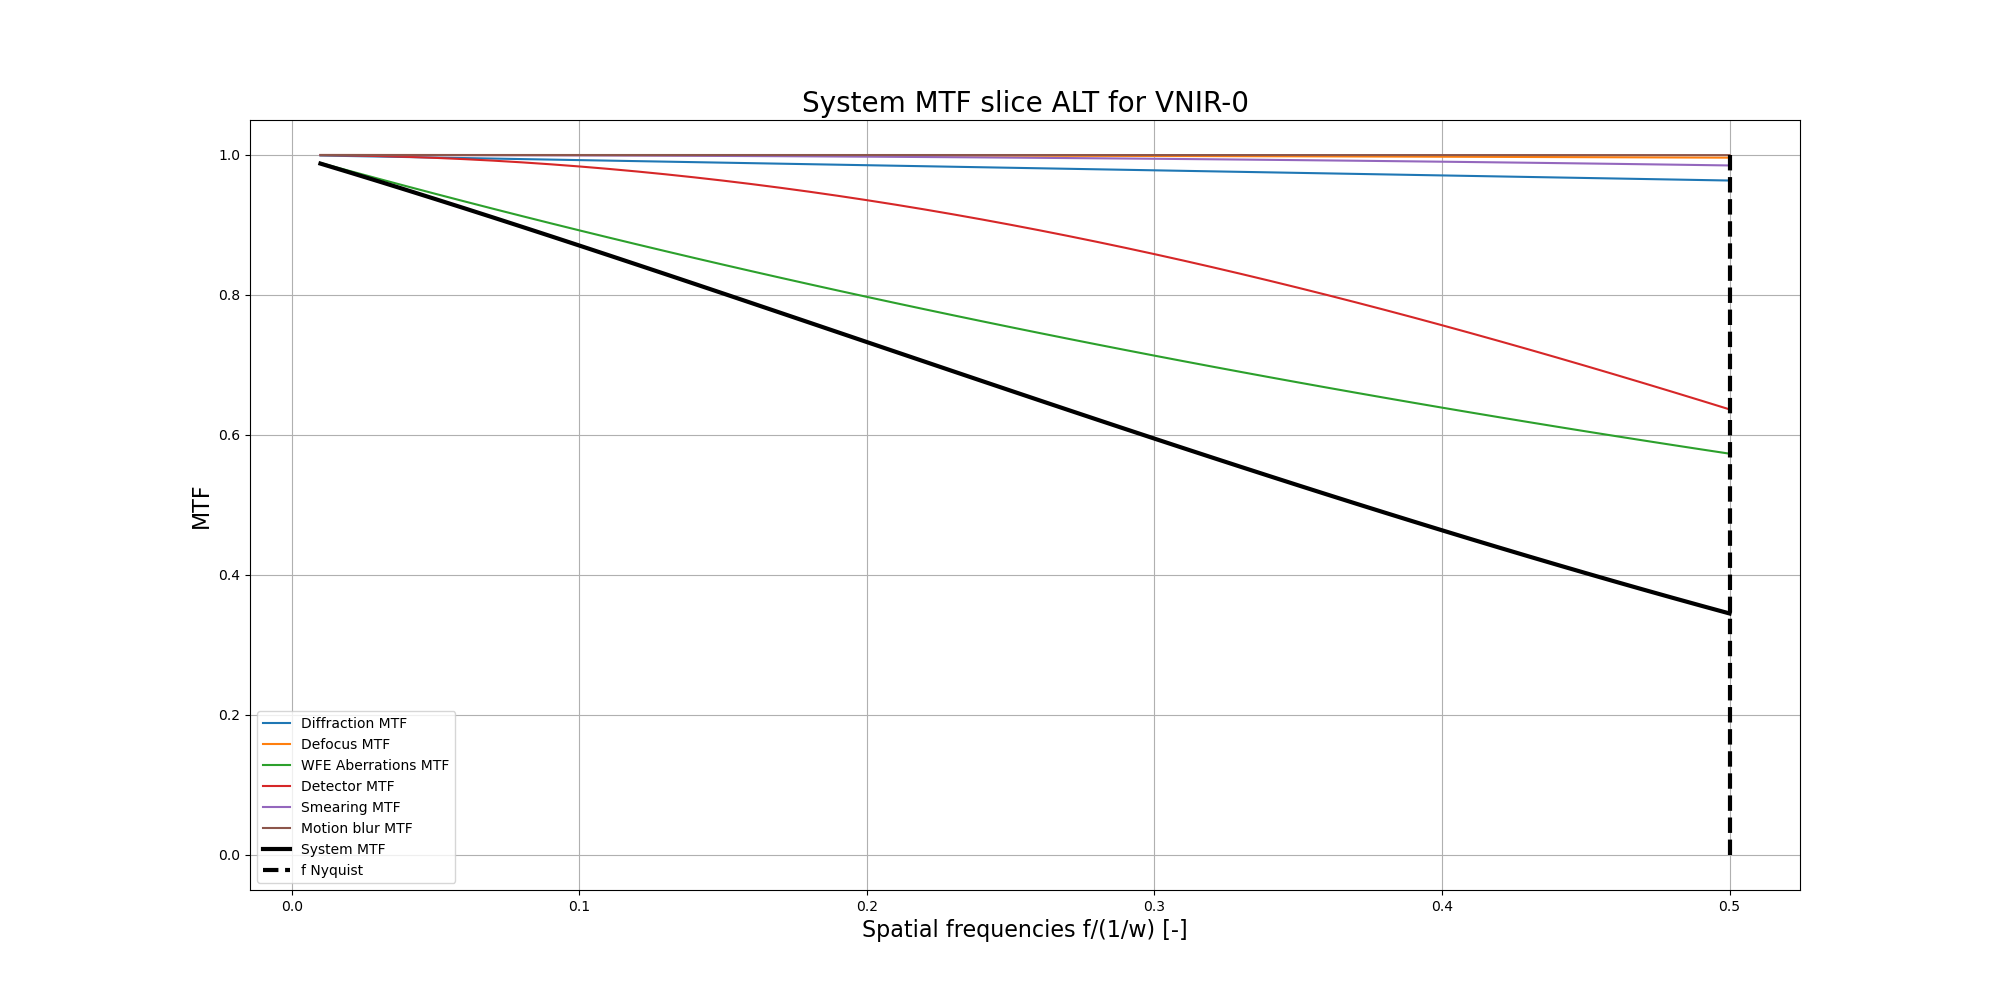 System MTF slice ALT for VNIR-0
MTF
1.0
0.8
0.6
0.4
0.2
0.0
Diffraction MTF
Defocus MTF
WFE Aberrations MTF
Detector MTF
Smearing MTF
Motion blur MTF
System MTF
f Nyquist
0.0 0.1 0.2 0.3 0.4 0.5
Spatial frequencies f/(1/w) [-]